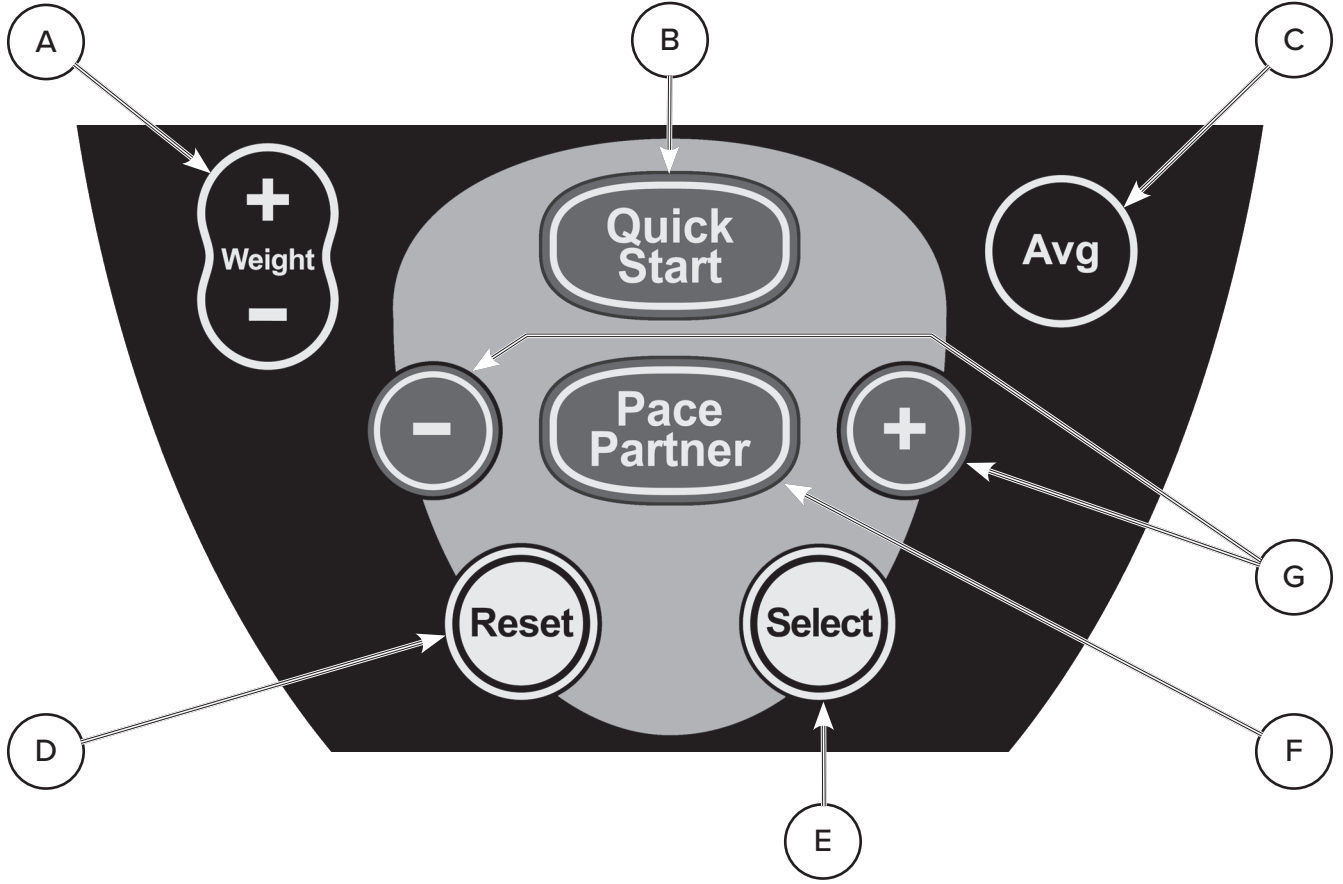 A
B
C
+
Weight
−
Quick
Start
Avg
−
Pace
Partner
+
Reset
Select
G
D
F
E